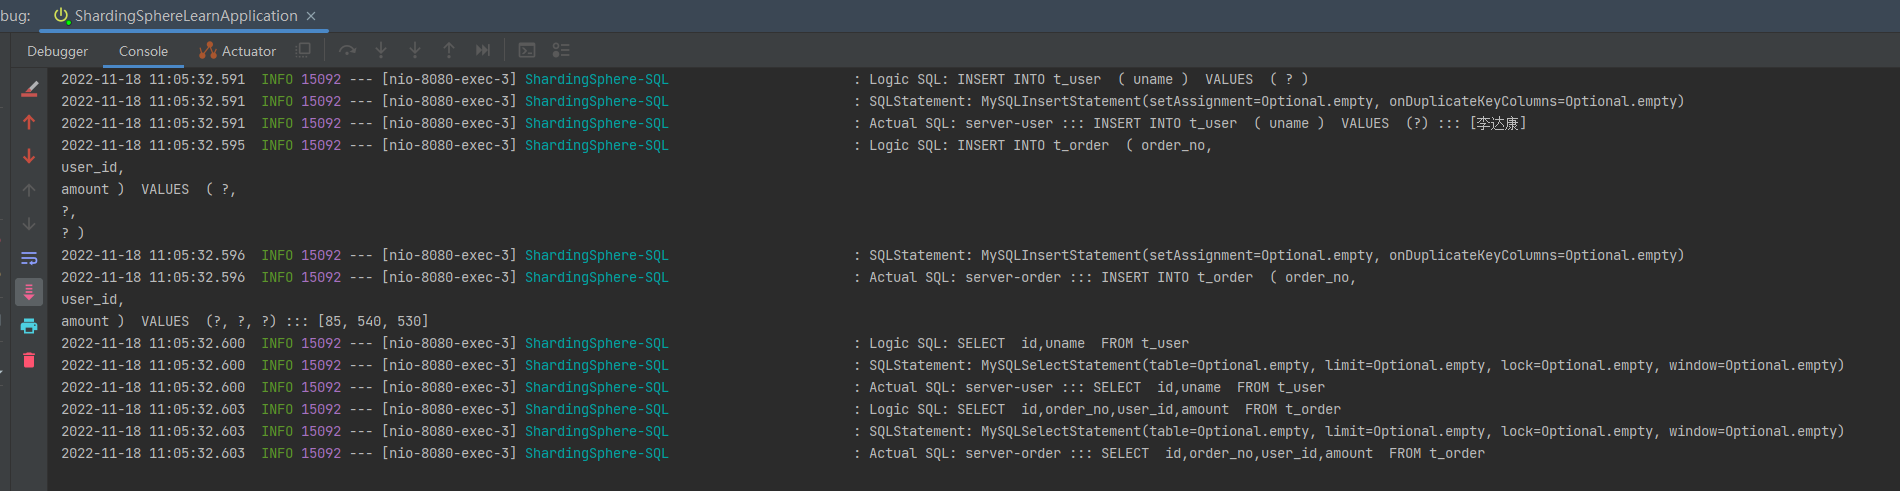 bug: ShardingSphereLearnApplication ×
Debugger Console Actuator
2022-11-18 11:05:32.591  INFO 15092 --- [nio-8080-exec-3] ShardingSphere-SQL                       : Logic SQL: INSERT INTO t_user  ( uname )  VALUES  ( ? )
2022-11-18 11:05:32.591  INFO 15092 --- [nio-8080-exec-3] ShardingSphere-SQL                       : SQLStatement: MySQLInsertStatement(setAssignment=Optional.empty, onDuplicateKeyColumns=Optional.empty)
2022-11-18 11:05:32.591  INFO 15092 --- [nio-8080-exec-3] ShardingSphere-SQL                       : Actual SQL: server-user ::: INSERT INTO t_user  ( uname )  VALUES  (?) ::: [李达康]
2022-11-18 11:05:32.595  INFO 15092 --- [nio-8080-exec-3] ShardingSphere-SQL                       : Logic SQL: INSERT INTO t_order  ( order_no,
user_id,
amount )  VALUES  ( ?,
?,
? )
2022-11-18 11:05:32.596  INFO 15092 --- [nio-8080-exec-3] ShardingSphere-SQL                       : SQLStatement: MySQLInsertStatement(setAssignment=Optional.empty, onDuplicateKeyColumns=Optional.empty)
2022-11-18 11:05:32.596  INFO 15092 --- [nio-8080-exec-3] ShardingSphere-SQL                       : Actual SQL: server-order ::: INSERT INTO t_order  ( order_no,
user_id,
amount )  VALUES  (?, ?, ?) ::: [85, 540, 530]
2022-11-18 11:05:32.600  INFO 15092 --- [nio-8080-exec-3] ShardingSphere-SQL                       : Logic SQL: SELECT  id,uname  FROM t_user
2022-11-18 11:05:32.600  INFO 15092 --- [nio-8080-exec-3] ShardingSphere-SQL                       : SQLStatement: MySQLSelectStatement(table=Optional.empty, limit=Optional.empty, lock=Optional.empty, window=Optional.empty)
2022-11-18 11:05:32.600  INFO 15092 --- [nio-8080-exec-3] ShardingSphere-SQL                       : Actual SQL: server-user ::: SELECT  id,uname  FROM t_user
2022-11-18 11:05:32.603  INFO 15092 --- [nio-8080-exec-3] ShardingSphere-SQL                       : Logic SQL: SELECT  id,order_no,user_id,amount  FROM t_order
2022-11-18 11:05:32.603  INFO 15092 --- [nio-8080-exec-3] ShardingSphere-SQL                       : SQLStatement: MySQLSelectStatement(table=Optional.empty, limit=Optional.empty, lock=Optional.empty, window=Optional.empty)
2022-11-18 11:05:32.603  INFO 15092 --- [nio-8080-exec-3] ShardingSphere-SQL                       : Actual SQL: server-order ::: SELECT  id,order_no,user_id,amount  FROM t_order